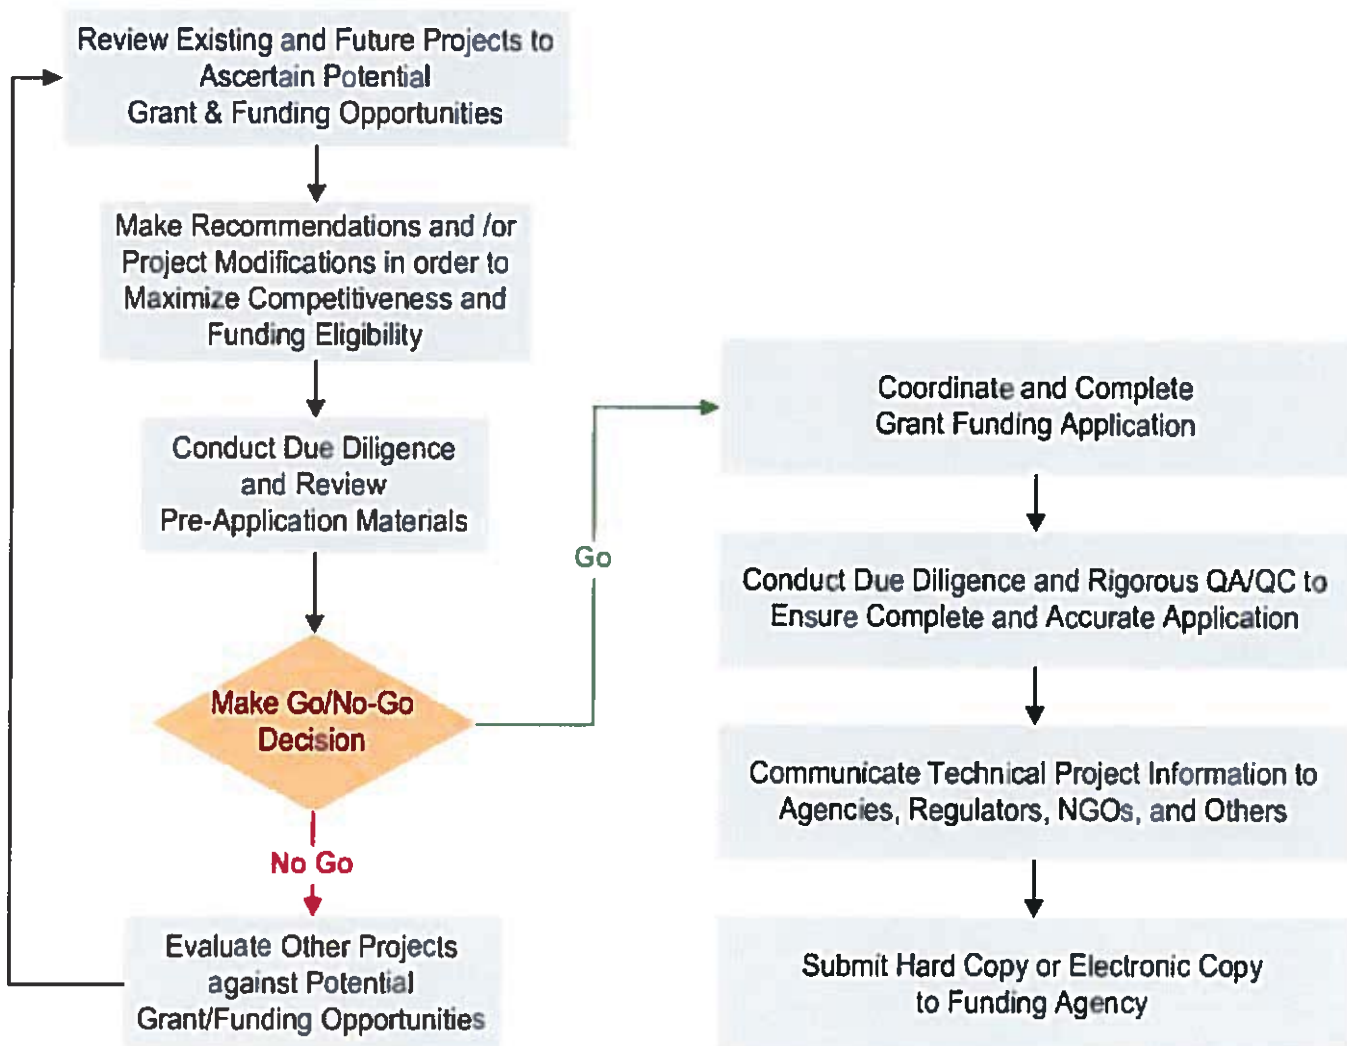 Review Existing and Future Projects to
Ascertain Potential
Grant & Funding Opportunities
Make Recommendations and /or
Project Modifications in order to
Maximize Competitiveness and
Funding Eligibility
Conduct Due Diligence
and Review
Pre-Application Materials
Make Go/No-Go
Decision
No Go
Evaluate Other Projects
against Potential
Grant/Funding Opportunities
Go
Coordinate and Complete
Grant Funding Application
Conduct Due Diligence and Rigorous QA/QC to
Ensure Complete and Accurate Application
Communicate Technical Project Information to
Agencies, Regulators, NGOs, and Others
Submit Hard Copy or Electronic Copy
to Funding Agency